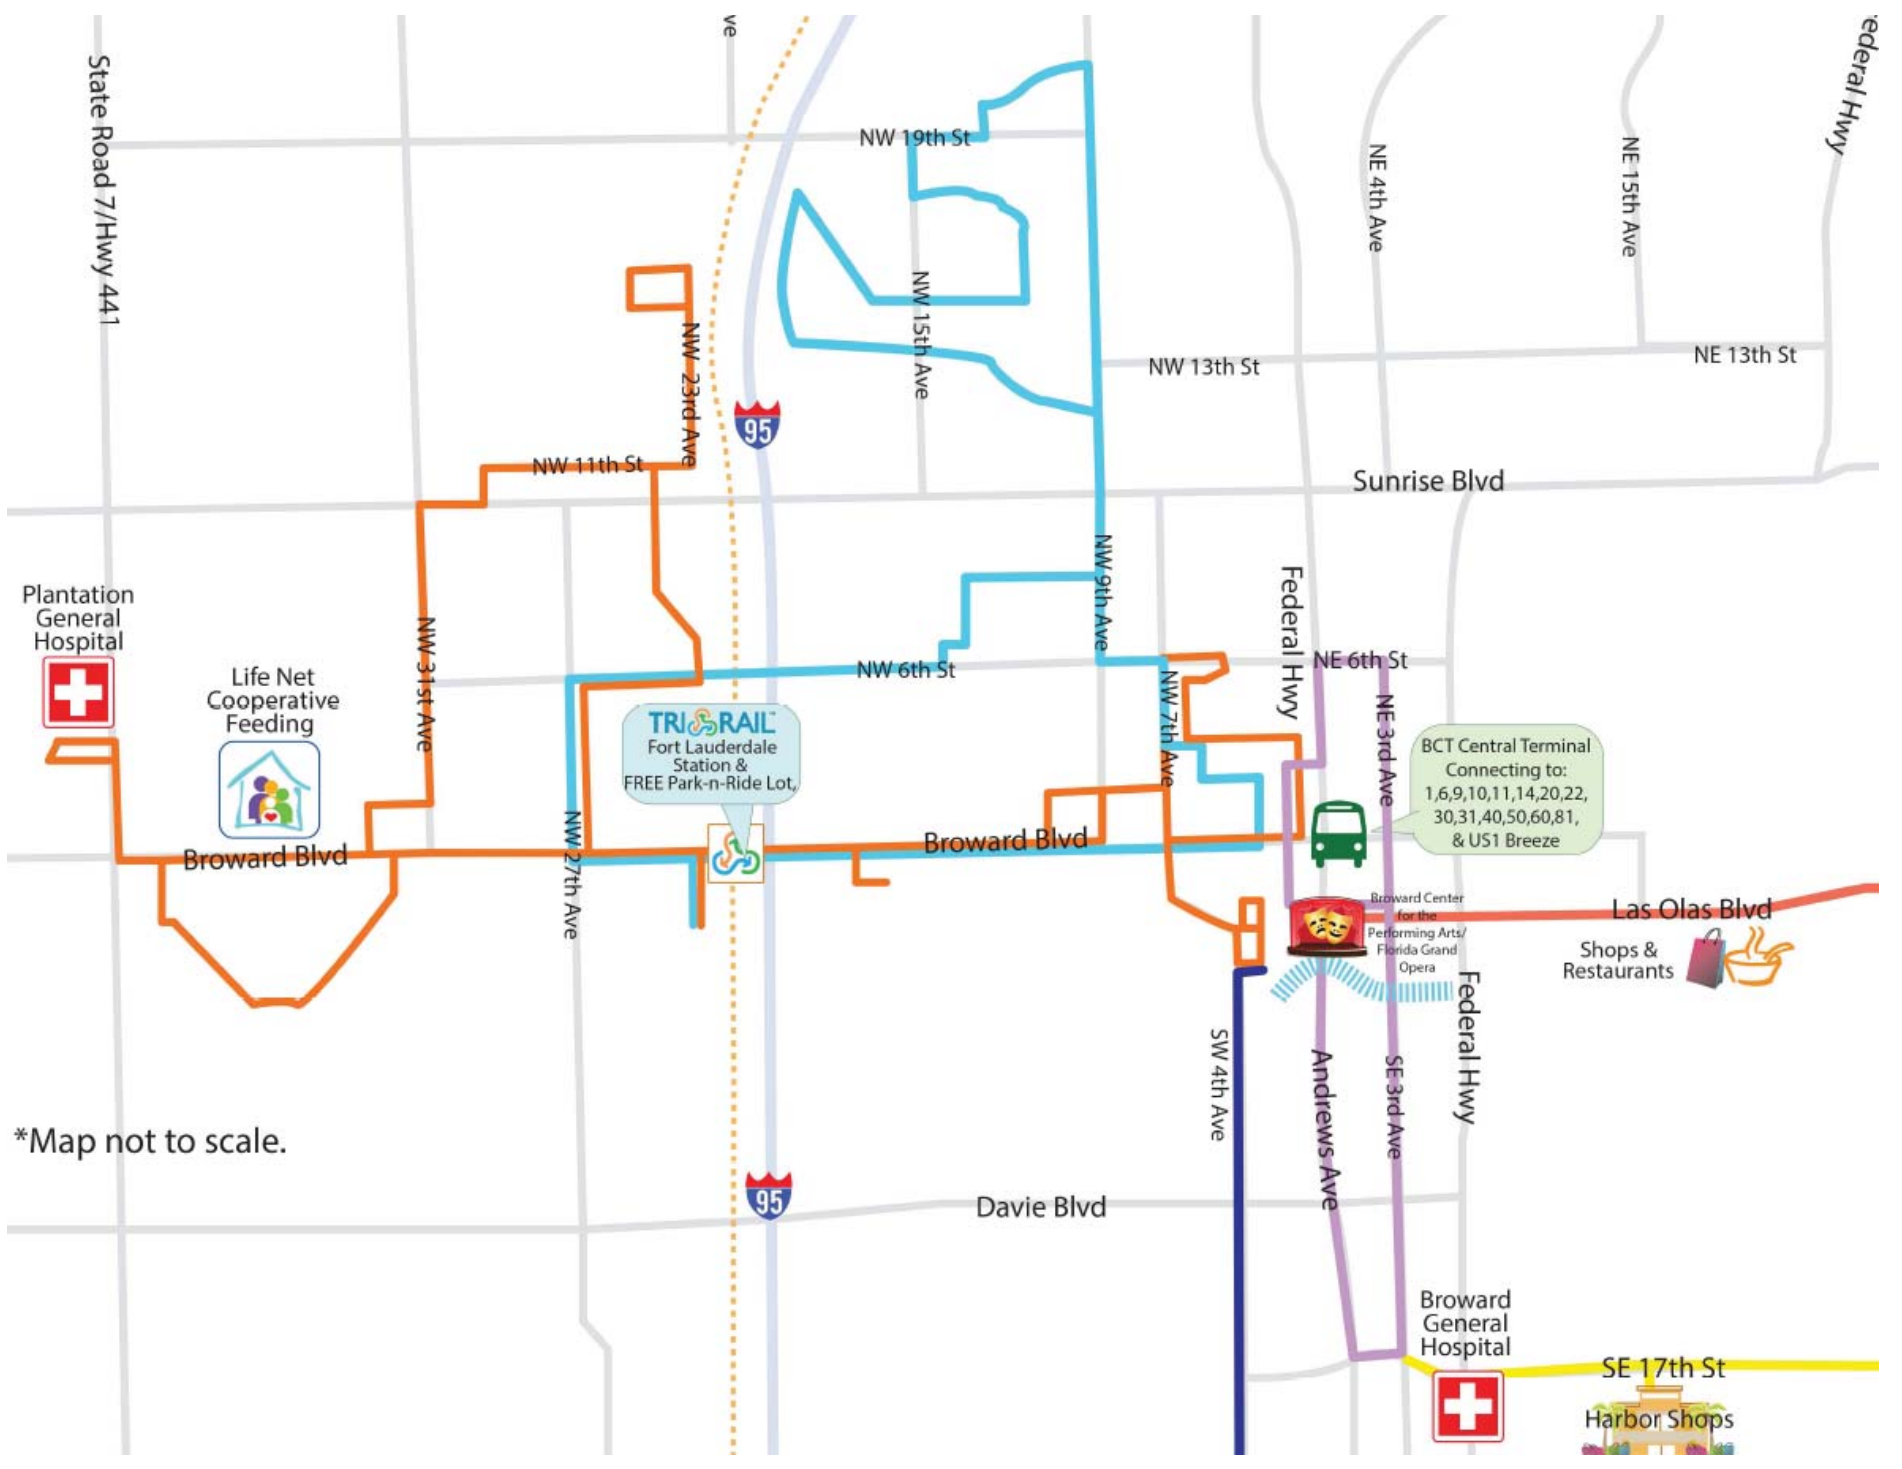 ve
ederal Hwy
State Road 7/Hwy 441
NW 19th St
NE 4th Ave
NE 15th Ave
NW 15th Ave
NW 23rd Ave
NW 13th St
NE 13th St
95
NW 11th St
Sunrise Blvd
Plantation
General
Hospital
Life Net
Cooperative
Feeding
NW 31st Ave
NW 9th Ave
Federal Hwy
NW 6th St
NE 6th St
NW 7th Ave
NE 3rd Ave
TRI RAIL™
Fort Lauderdale
Station &
FREE Park-n-Ride Lot,
BCT Central Terminal
Connecting to:
1,6,9,10,11,14,20,22,
30,31,40,50,60,81,
& US1 Breeze
Broward Blvd
NW 27th Ave
Broward Blvd
Broward Center
for the
Performing Arts/
Florida Grand
Opera
Las Olas Blvd
Shops &
Restaurants
Federal Hwy
SW 4th Ave
Andrews Ave
SE 3rd Ave
*Map not to scale.
95
Davie Blvd
Broward
General
Hospital
SE 17th St
Harbor Shops